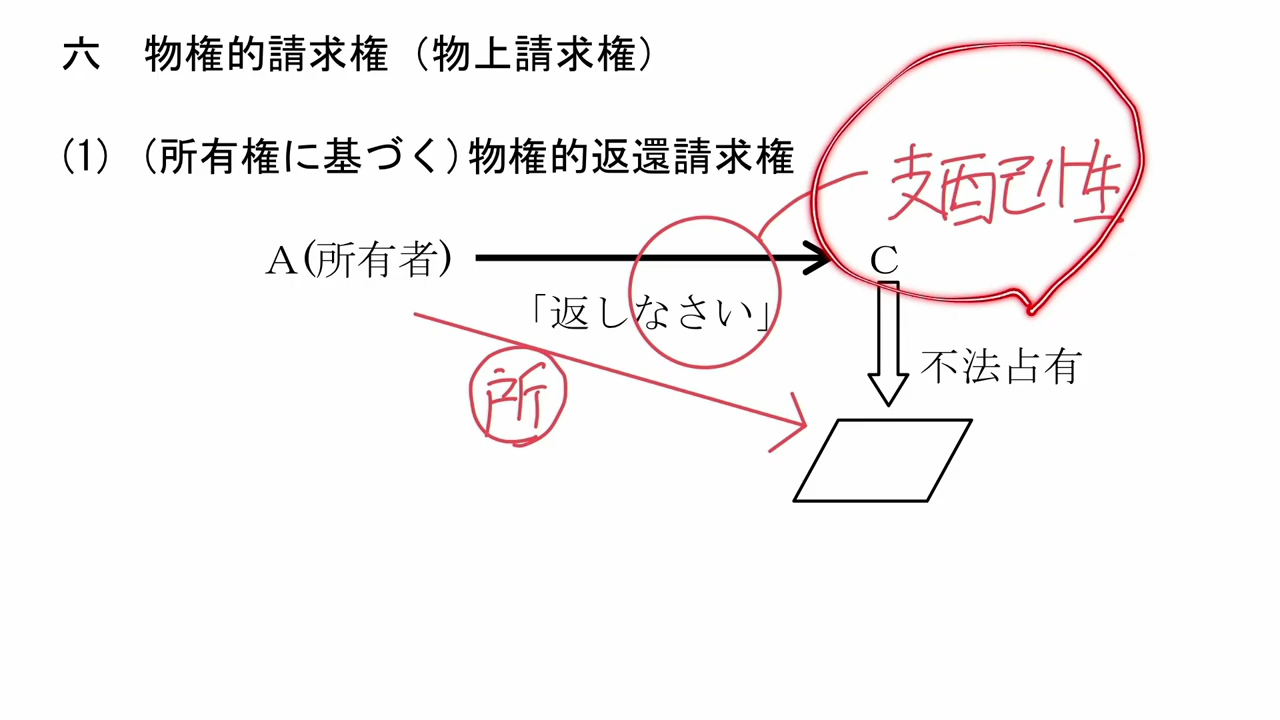 六　物権的請求権（物上請求権）
(1)　(所有権に基づく)物権的返還請求権
支配性
Ａ(所有者)
Ｃ
「返しなさい」
不法占有
所